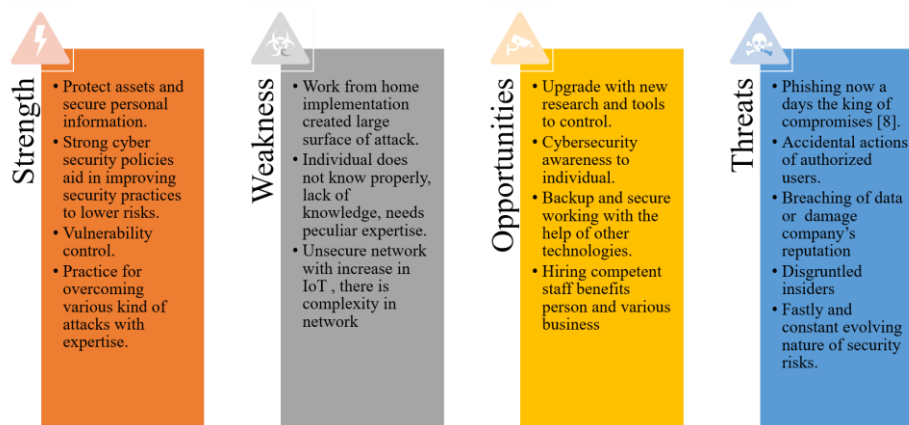 Strength
• Protect assets and
secure personal
information.
• Strong cyber
security policies
aid in improving
security practices
to lower risks.
• Vulnerability
control.
• Practice for
overcoming
various kind of
attacks with
expertise.
Weakness
• Work from home
implementation
created large
surface of attack.
• Individual does
not know properly,
lack of
knowledge, needs
peculiar expertise.
• Unsecure network
with increase in
IoT , there is
complexity in
network
Opportunities
• Upgrade with new
research and tools
to control.
• Cybersecurity
awareness to
individual.
• Backup and secure
working with the
help of other
technologies.
• Hiring competent
staff benefits
person and various
business
Threats
• Phishing now a
days the king of
compromises [8].
• Accidental actions
of authorized
users.
• Breaching of data
or damage
company’s
reputation
• Disgruntled
insiders
• Fastly and
constant evolving
nature of security
risks.